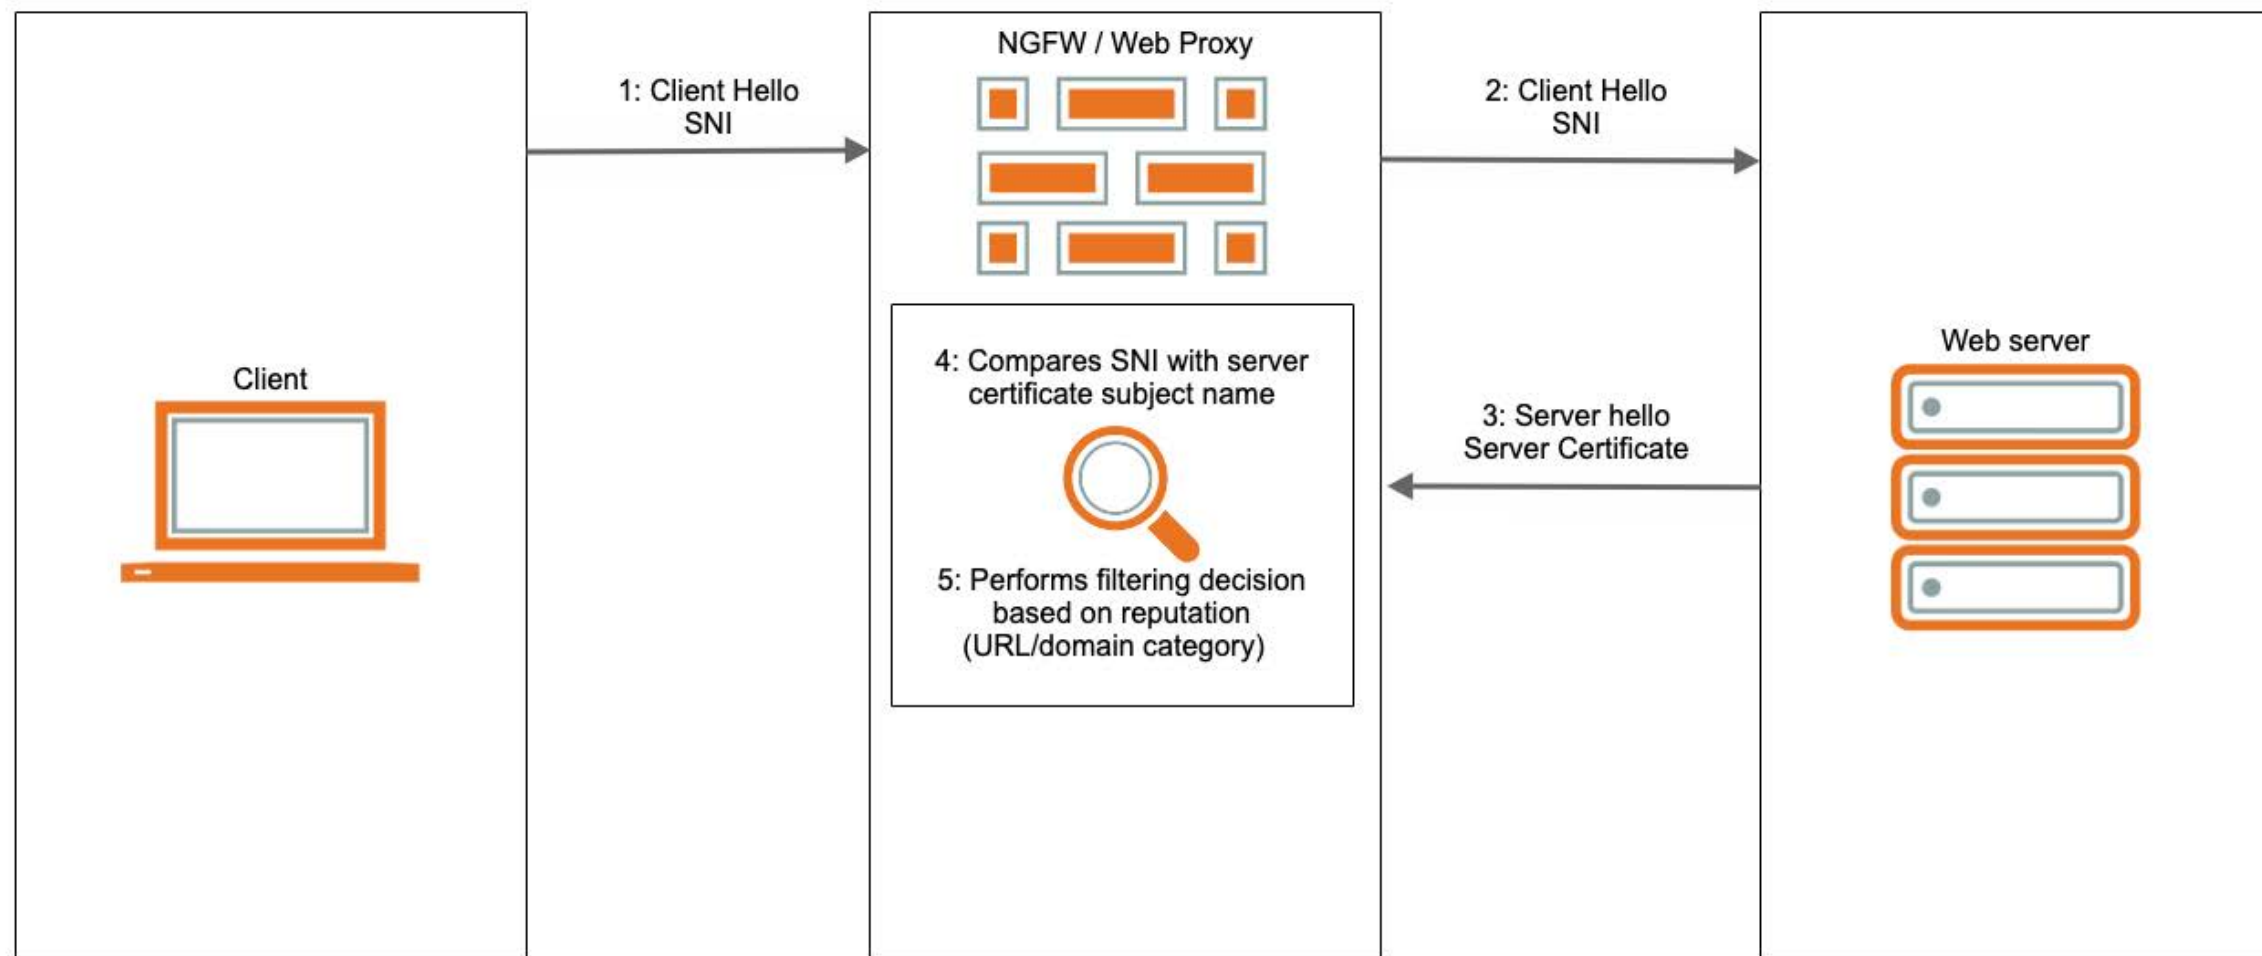 NGFW / Web Proxy
1: Client Hello
SNI
2: Client Hello
SNI
Client
4: Compares SNI with server
certificate subject name
5: Performs filtering decision
based on reputation
(URL/domain category)
3: Server hello
Server Certificate
Web server